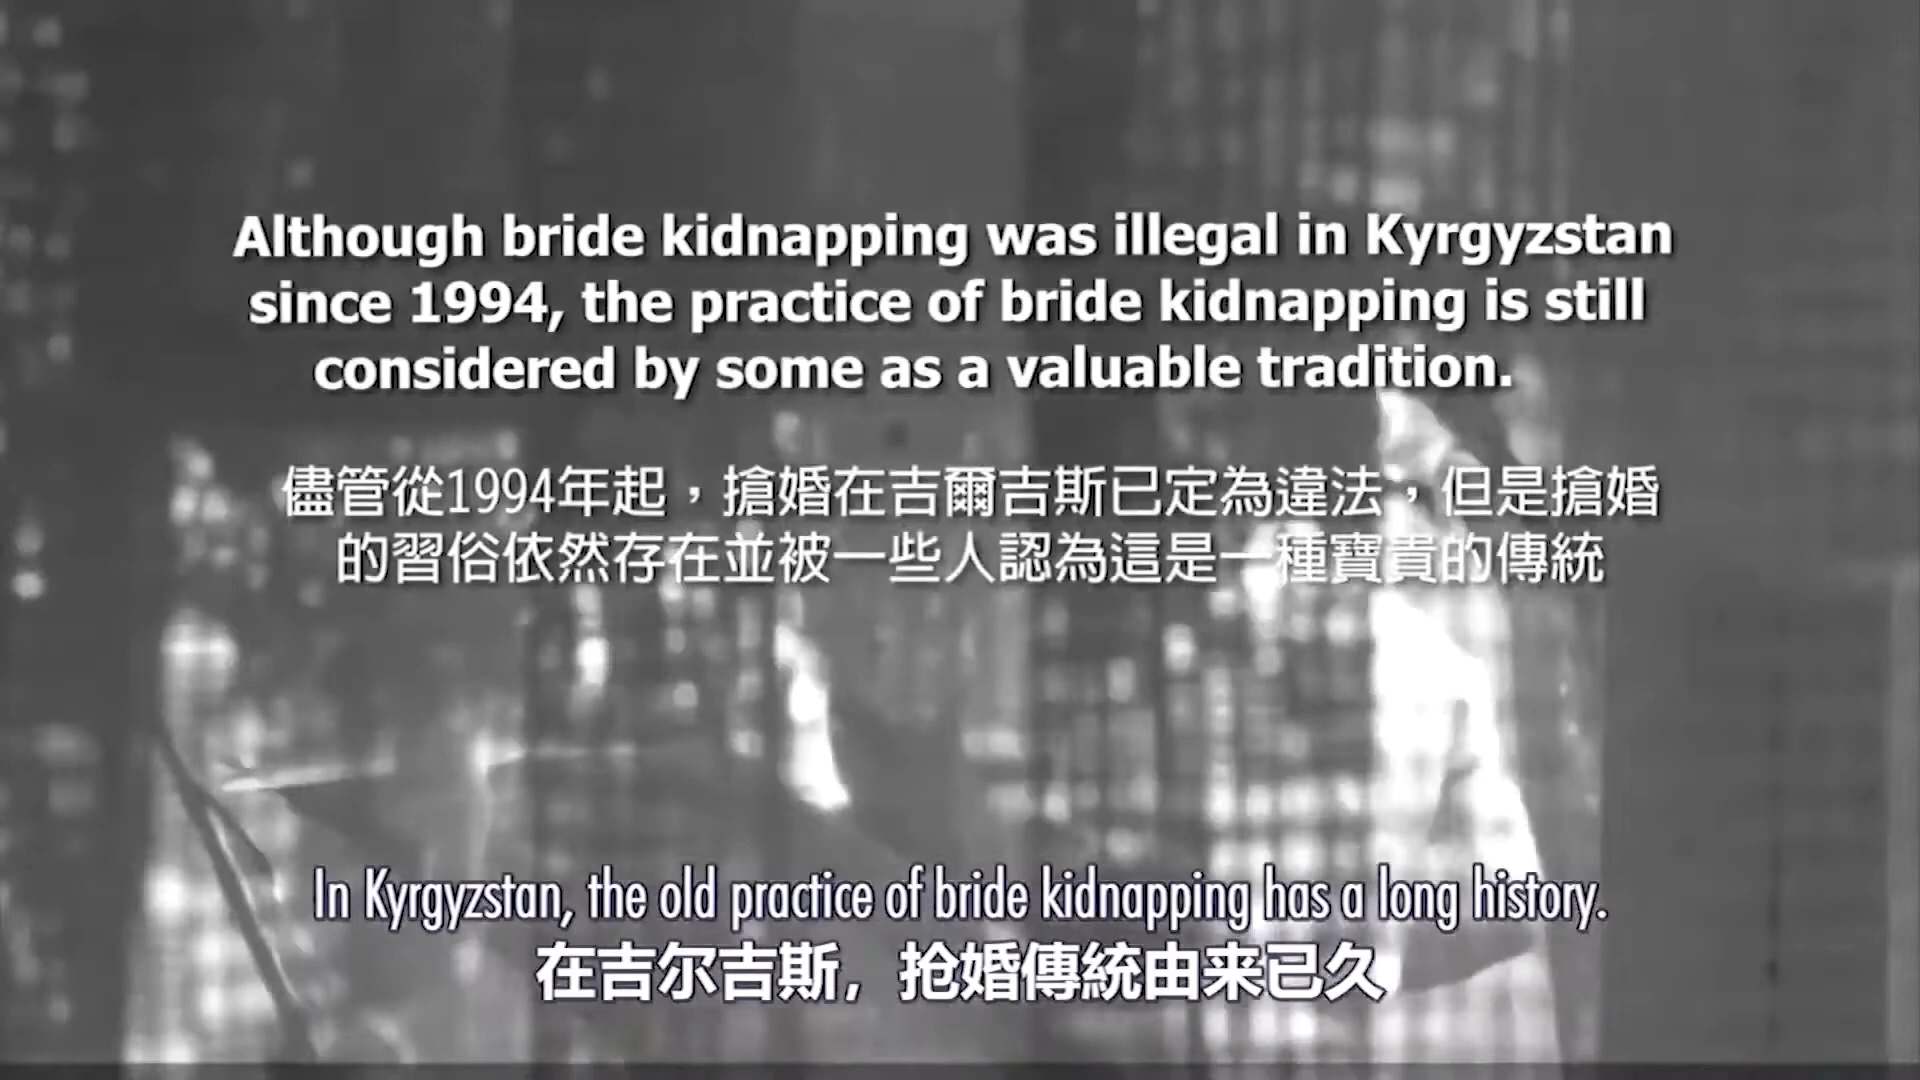 Although bride kidnapping was illegal in Kyrgyzstan
since 1994, the practice of bride kidnapping is still
considered by some as a valuable tradition.
儘管從1994年起，搶婚在吉爾吉斯已定為違法，但是搶婚
的習俗依然存在並被一些人認為這是一種寶貴的傳統
In Kyrgyzstan, the old practice of bride kidnapping has a long history.
在吉尔吉斯，抢婚傳統由来已久